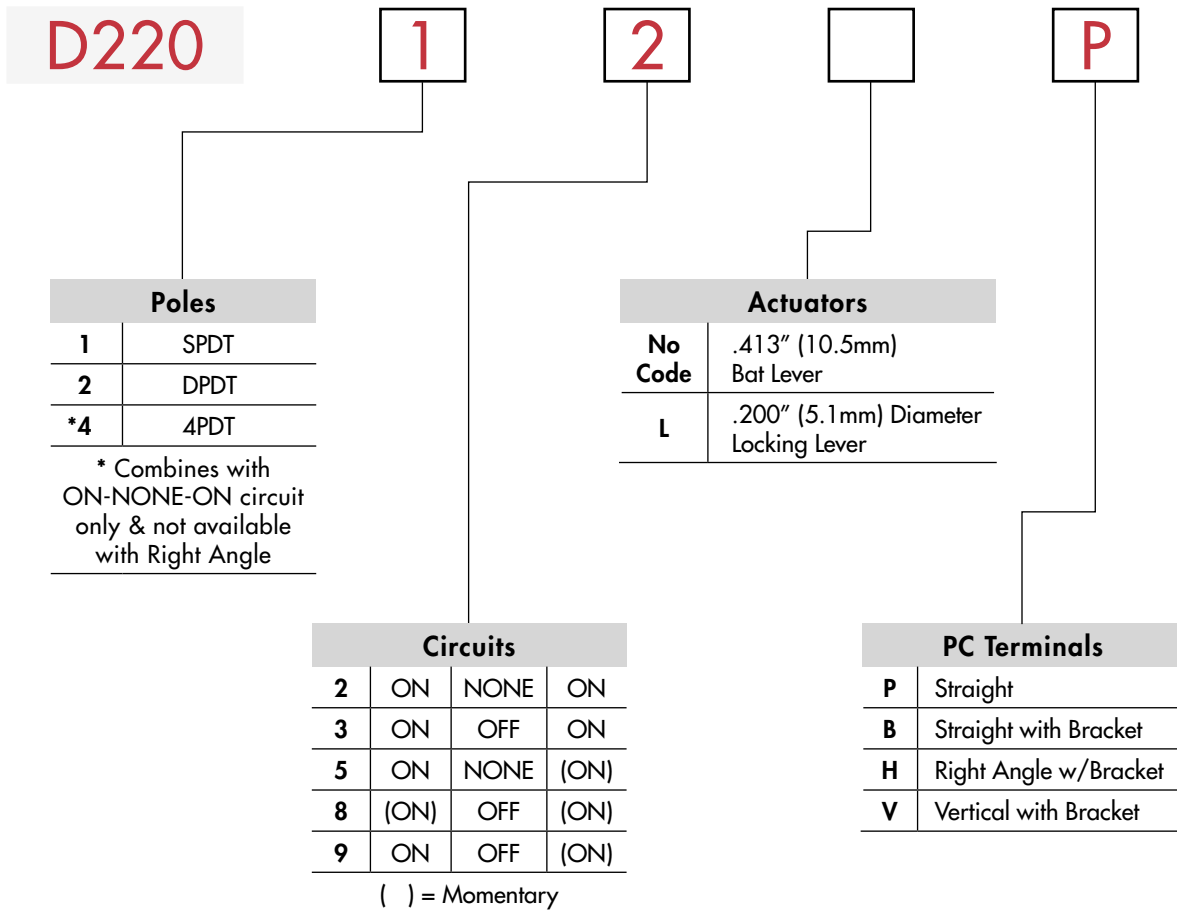 D220 1 2 P
Poles
1 SPDT
2 DPDT
*4 4PDT
* Combines with
ON-NONE-ON circuit
only & not available
with Right Angle
Actuators
No Code .413″ (10.5mm) Bat Lever
L .200″ (5.1mm) Diameter Locking Lever
Circuits
2 ON NONE ON
3 ON OFF ON
5 ON NONE (ON)
8 (ON) OFF (ON)
9 ON OFF (ON)
( ) = Momentary
PC Terminals
P Straight
B Straight with Bracket
H Right Angle w/Bracket
V Vertical with Bracket